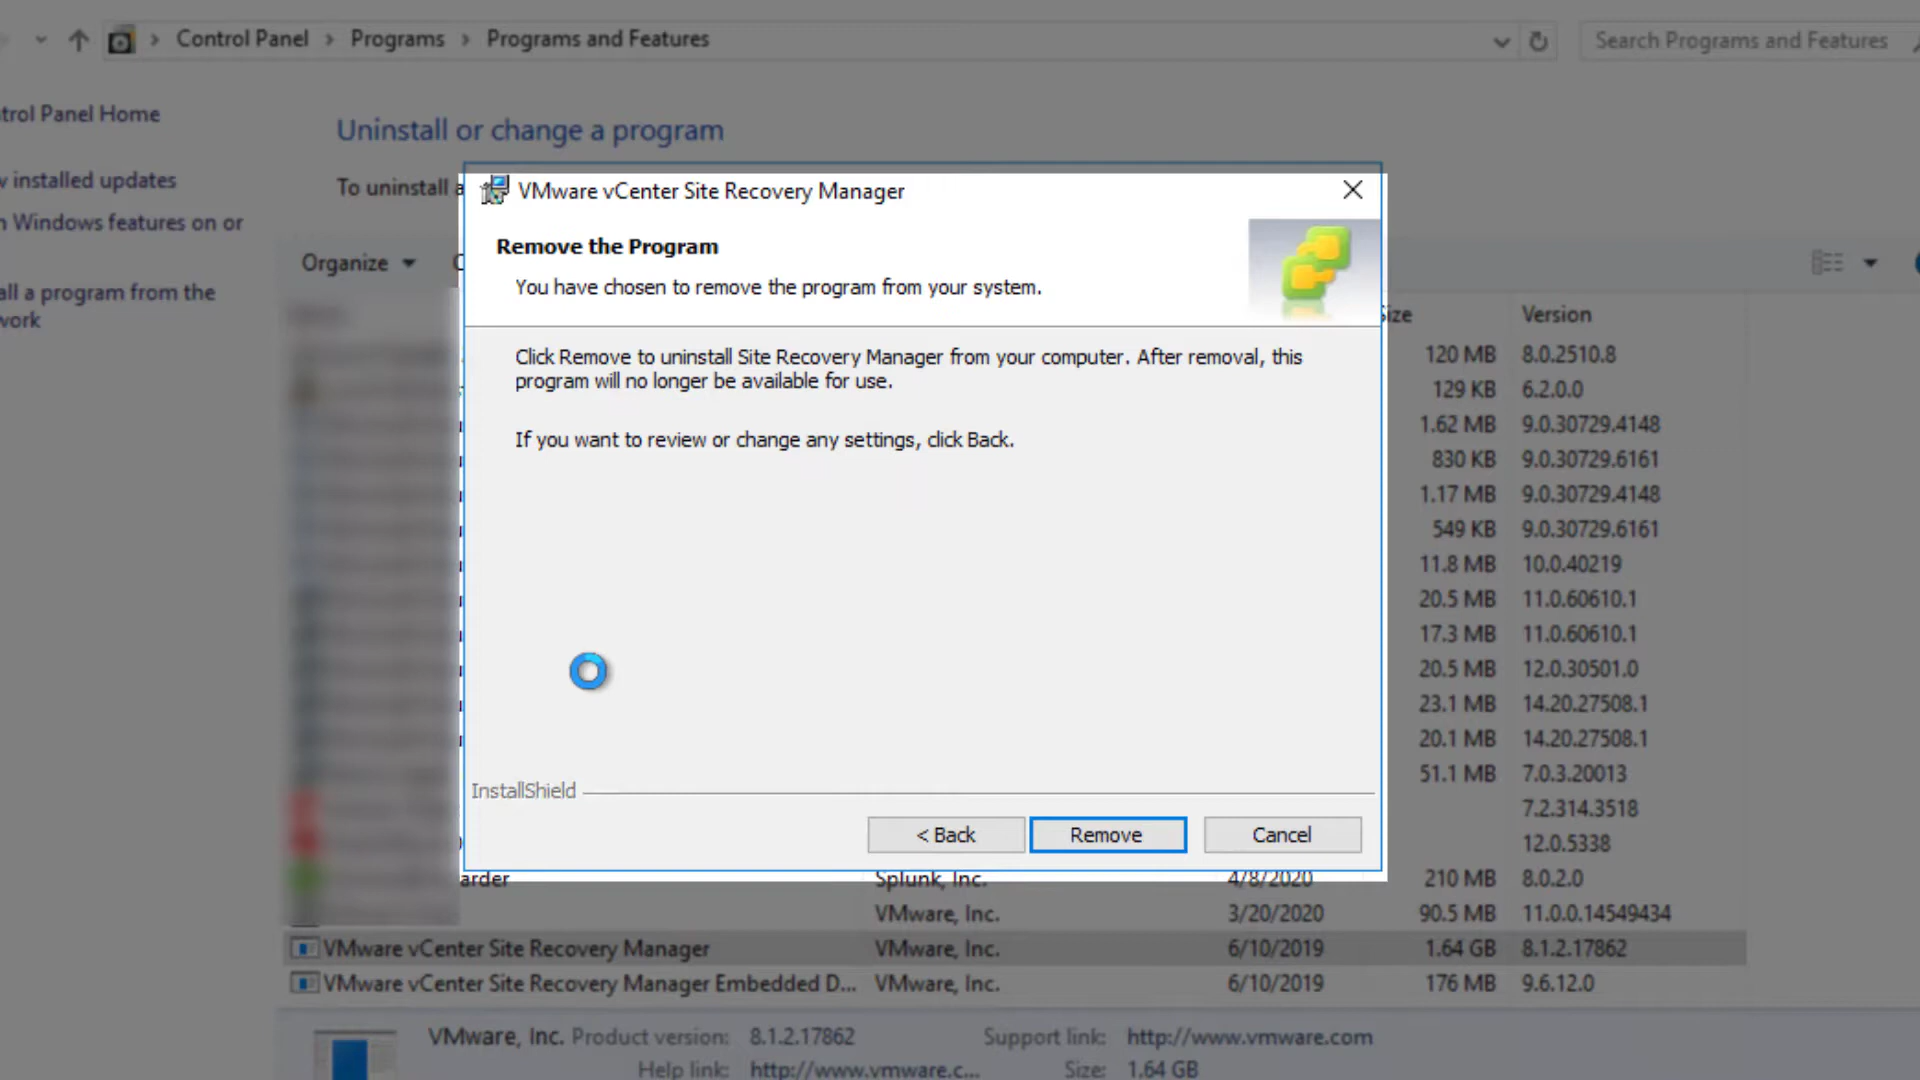 Control Panel > Programs > Programs and Features
Search Programs and Features
trol Panel Home
Uninstall or change a program
installed updates
To uninstall a
Windows features on or
all a program from the
work
Organize
VMware vCenter Site Recovery Manager
Remove the Program
You have chosen to remove the program from your system.
Click Remove to uninstall Site Recovery Manager from your computer. After removal, this
program will no longer be available for use.
If you want to review or change any settings, click Back.
InstallShield
< Back
Remove
Cancel
Size Version
120 MB 8.0.2510.8
129 KB 6.2.0.0
1.62 MB 9.0.30729.4148
830 KB 9.0.30729.6161
1.17 MB 9.0.30729.4148
549 KB 9.0.30729.6161
11.8 MB 10.0.40219
20.5 MB 11.0.60610.1
17.3 MB 11.0.60610.1
20.5 MB 12.0.30501.0
23.1 MB 14.20.27508.1
20.1 MB 14.20.27508.1
51.1 MB 7.0.3.20013
7.2.314.3518
12.0.5338
arder Splunk, Inc. 4/8/2020 210 MB 8.0.2.0
VMware, Inc. 3/20/2020 90.5 MB 11.0.0.14549434
VMware vCenter Site Recovery Manager VMware, Inc. 6/10/2019 1.64 GB 8.1.2.17862
VMware vCenter Site Recovery Manager Embedded D... VMware, Inc. 6/10/2019 176 MB 9.6.12.0
VMware, Inc. Product version: 8.1.2.17862 Support link: http://www.vmware.com
Help link: http://www.vmware.c... Size: 1.64 GB